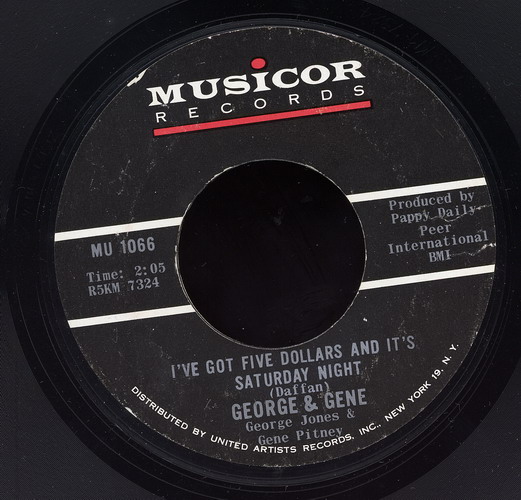 MUSICOR
RECORDS
MU 1066
Time: 2:05
R5KM 7324
Produced by
Pappy Daily
Peer
International
BMI
I'VE GOT FIVE DOLLARS AND IT'S
SATURDAY NIGHT
(Daffan)
GEORGE & GENE
George Jones &
Gene Pitney
DISTRIBUTED BY UNITED ARTISTS RECORDS, INC., NEW YORK 19, N. Y.